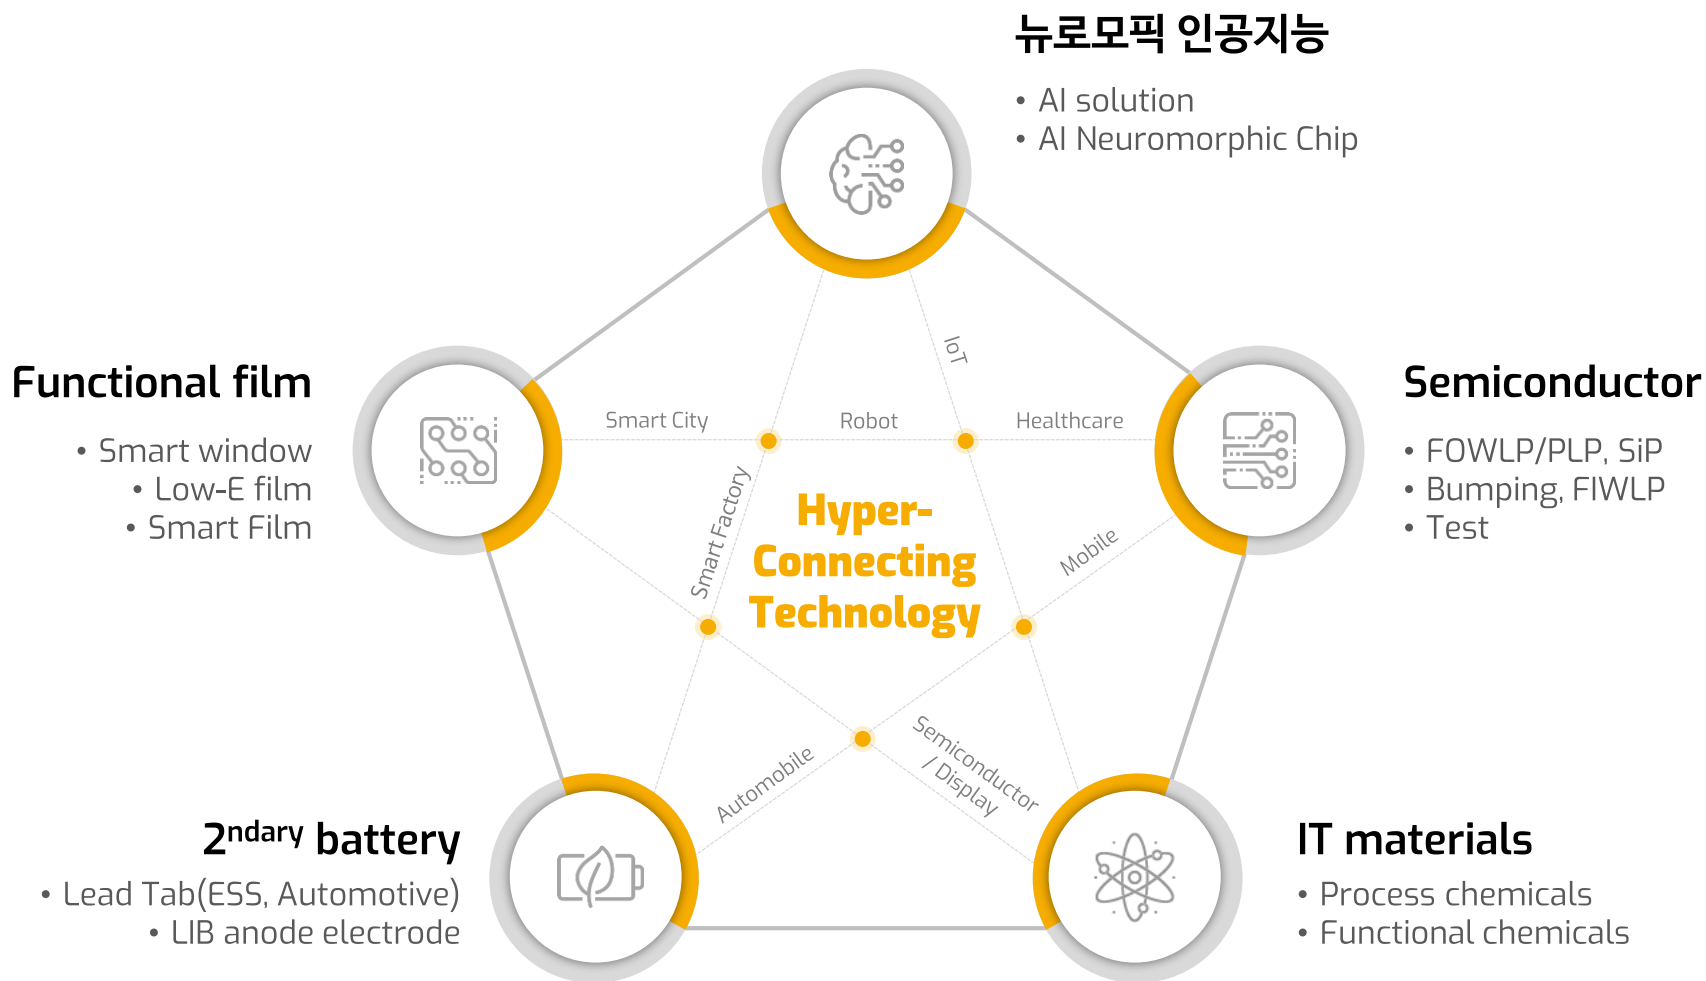 뉴로모픽 인공지능
• AI solution
• AI Neuromorphic Chip
Functional film
• Smart window
• Low-E film
• Smart Film
Semiconductor
• FOWLP/PLP, SiP
• Bumping, FIWLP
• Test
IoT
Smart City
Robot
Healthcare
Smart Factory
Hyper-
Connecting
Technology
Mobile
Automobile
Semiconductor
/ Display
2ndary battery
• Lead Tab(ESS, Automotive)
• LIB anode electrode
IT materials
• Process chemicals
• Functional chemicals